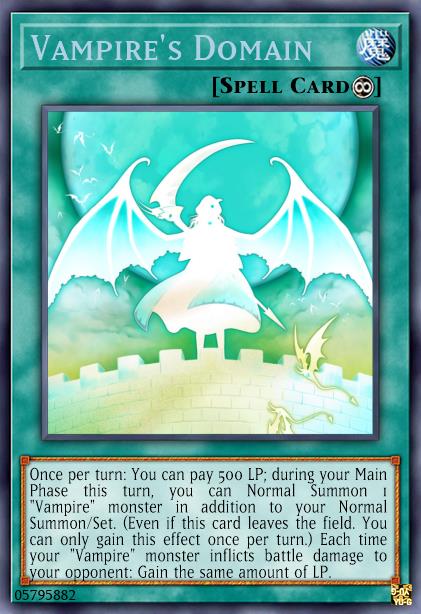 Vampire's Domain
魔
[Spell Card♾]
Once per turn: You can pay 500 LP; during your Main
Phase this turn, you can Normal Summon 1
"Vampire" monster in addition to your Normal
Summon/Set. (Even if this card leaves the field. You
can only gain this effect once per turn.) Each time
your "Vampire" monster inflicts battle damage to
your opponent: Gain the same amount of LP.
05795882